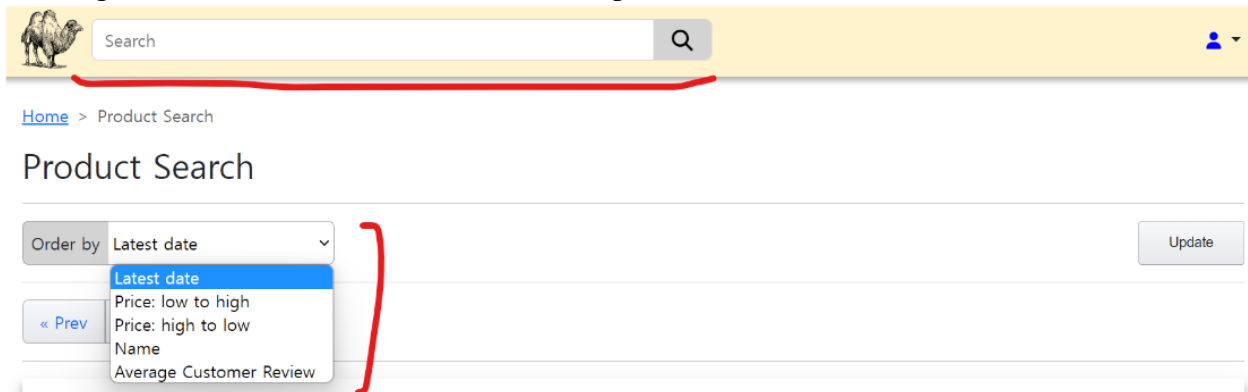 Search
Home > Product Search
Product Search
Order by Latest date
Update
Latest date
Price: low to high
« Prev
Price: high to low
Name
Average Customer Review